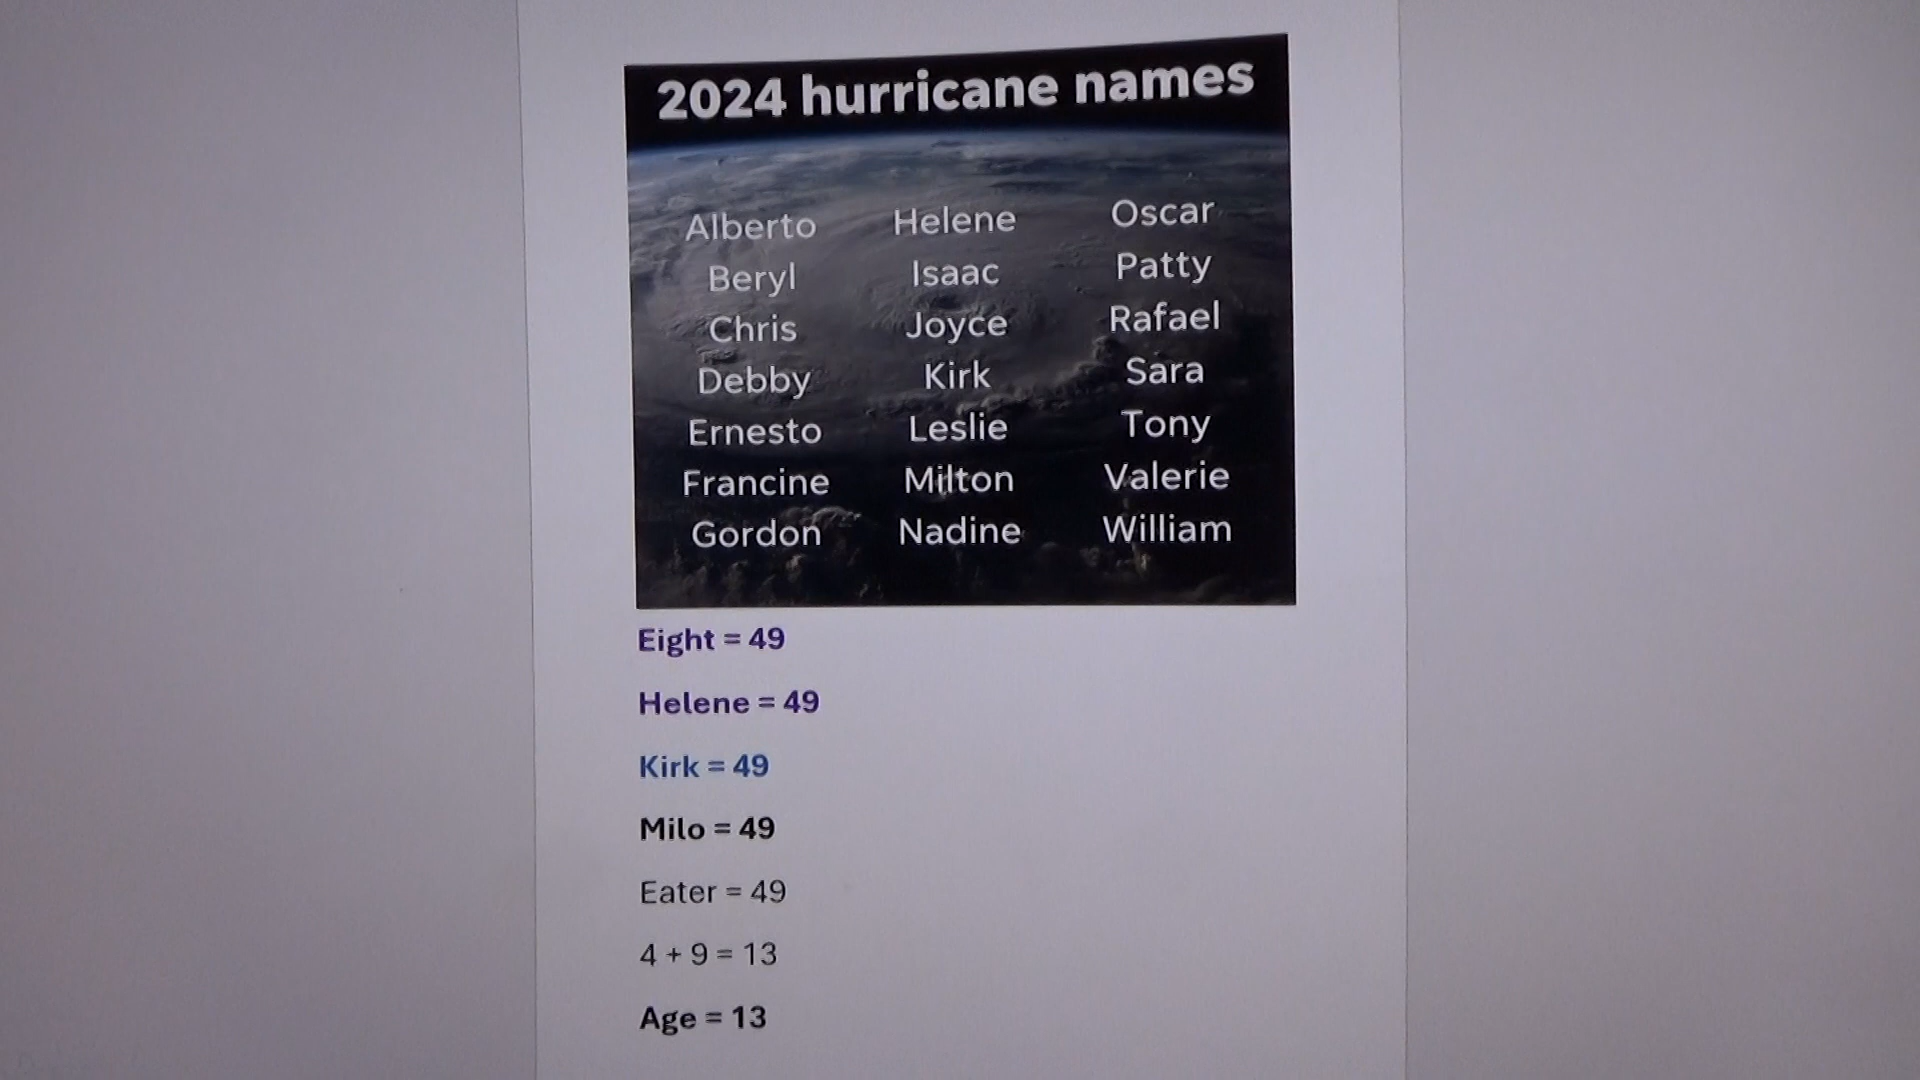 2024 hurricane names
Alberto
Beryl
Chris
Debby
Ernesto
Francine
Gordon
Helene
Isaac
Joyce
Kirk
Leslie
Milton
Nadine
Oscar
Patty
Rafael
Sara
Tony
Valerie
William
Eight = 49
Helene = 49
Kirk = 49
Milo = 49
Eater = 49
4 + 9 = 13
Age = 13